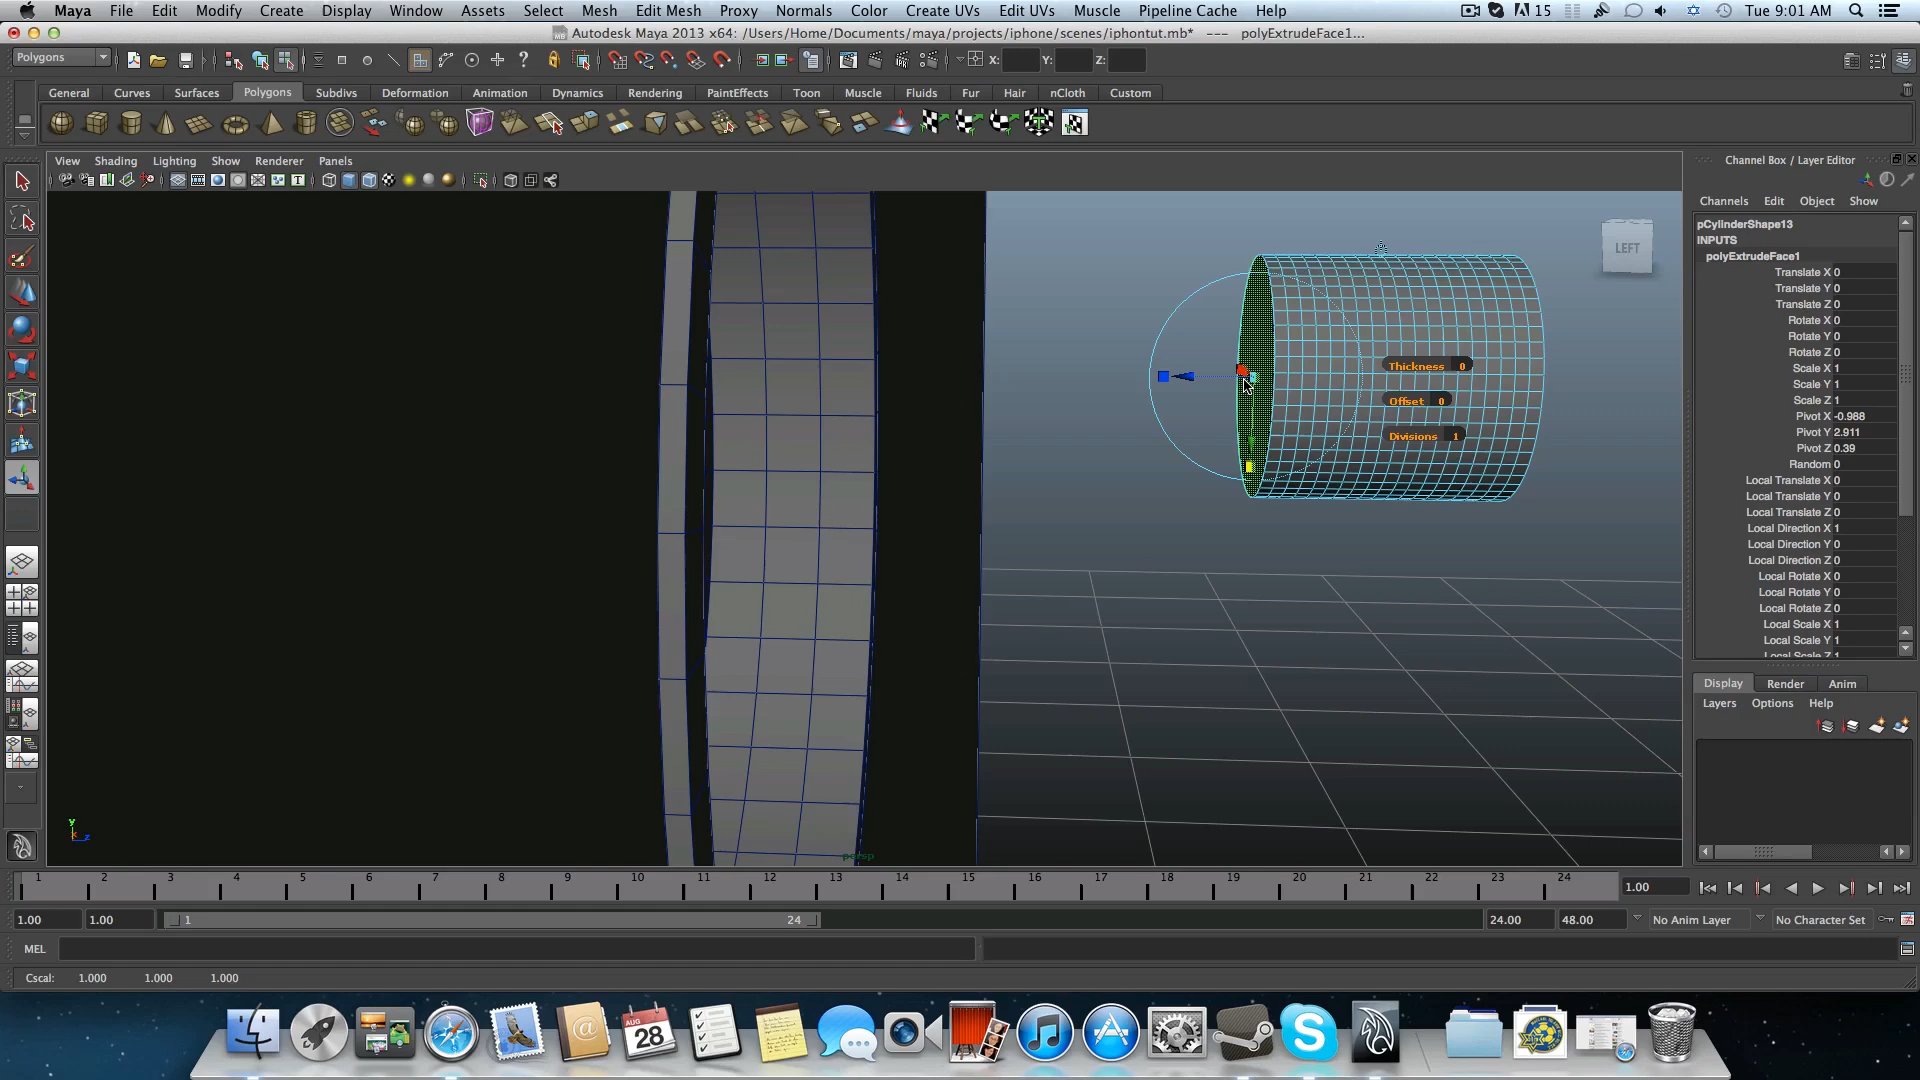 Maya File Edit Modify Create Display Window Assets Select Mesh Edit Mesh Proxy Normals Color Create UVs Edit UVs Muscle Pipeline Cache Help 15 Tue 9:01 AM
Autodesk Maya 2013 x64: /Users/Home/Documents/maya/projects/iphone/scenes/iphontut.mb* --- polyExtrudeFace1...
Polygons X: Y: Z:
General Curves Surfaces Polygons Subdivs Deformation Animation Dynamics Rendering PaintEffects Toon Muscle Fluids Fur Hair nCloth Custom
View Shading Lighting Show Renderer Panels
Channel Box / Layer Editor
Channels Edit Object Show
pCylinderShape13
INPUTS
polyExtrudeFace1
Translate X 0
Translate Y 0
Translate Z 0
Rotate X 0
Rotate Y 0
Rotate Z 0
Scale X 1
Scale Y 1
Scale Z 1
Pivot X -0.988
Pivot Y 2.911
Pivot Z 0.39
Random 0
Local Translate X 0
Local Translate Y 0
Local Translate Z 0
Local Direction X 1
Local Direction Y 0
Local Direction Z 0
Local Rotate X 0
Local Rotate Y 0
Local Rotate Z 0
Local Scale X 1
Local Scale Y 1
Local Scale Z 1
LEFT
Thickness 0
Offset 0
Divisions 1
y
x z
persp
Display Render Anim
Layers Options Help
1 2 3 4 5 6 7 8 9 10 11 12 13 14 15 16 17 18 19 20 21 22 23 24 1.00
1.00 1.00 1 24 24.00 48.00 No Anim Layer No Character Set
MEL
Cscal: 1.000 1.000 1.000
AUG
28